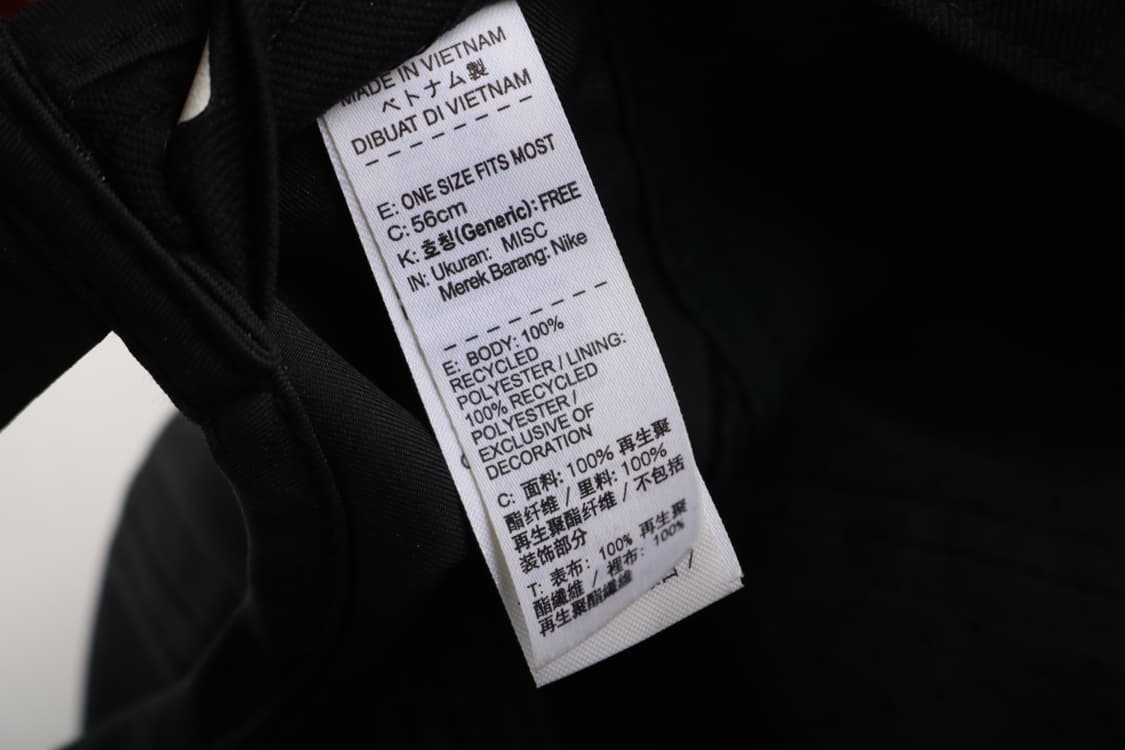 MADE IN VIETNAM
ベトナム製
DIBUAT DI VIETNAM
- - - - - - - - -
E: ONE SIZE FITS MOST
C: 56cm
K: 호칭(Generic): FREE
IN: Ukuran: MISC
Merek Barang: Nike
- - - - - - - - -
E: BODY: 100%
RECYCLED
POLYESTER / LINING:
100% RECYCLED
POLYESTER /
EXCLUSIVE OF
DECORATION
C: 面料: 100% 再生聚
酯纤维 / 里料: 100%
再生聚酯纤维 / 不包括
装饰部分
T: 表布: 100% 再生聚
酯纖維 / 裡布: 100%
再生聚酯纖維